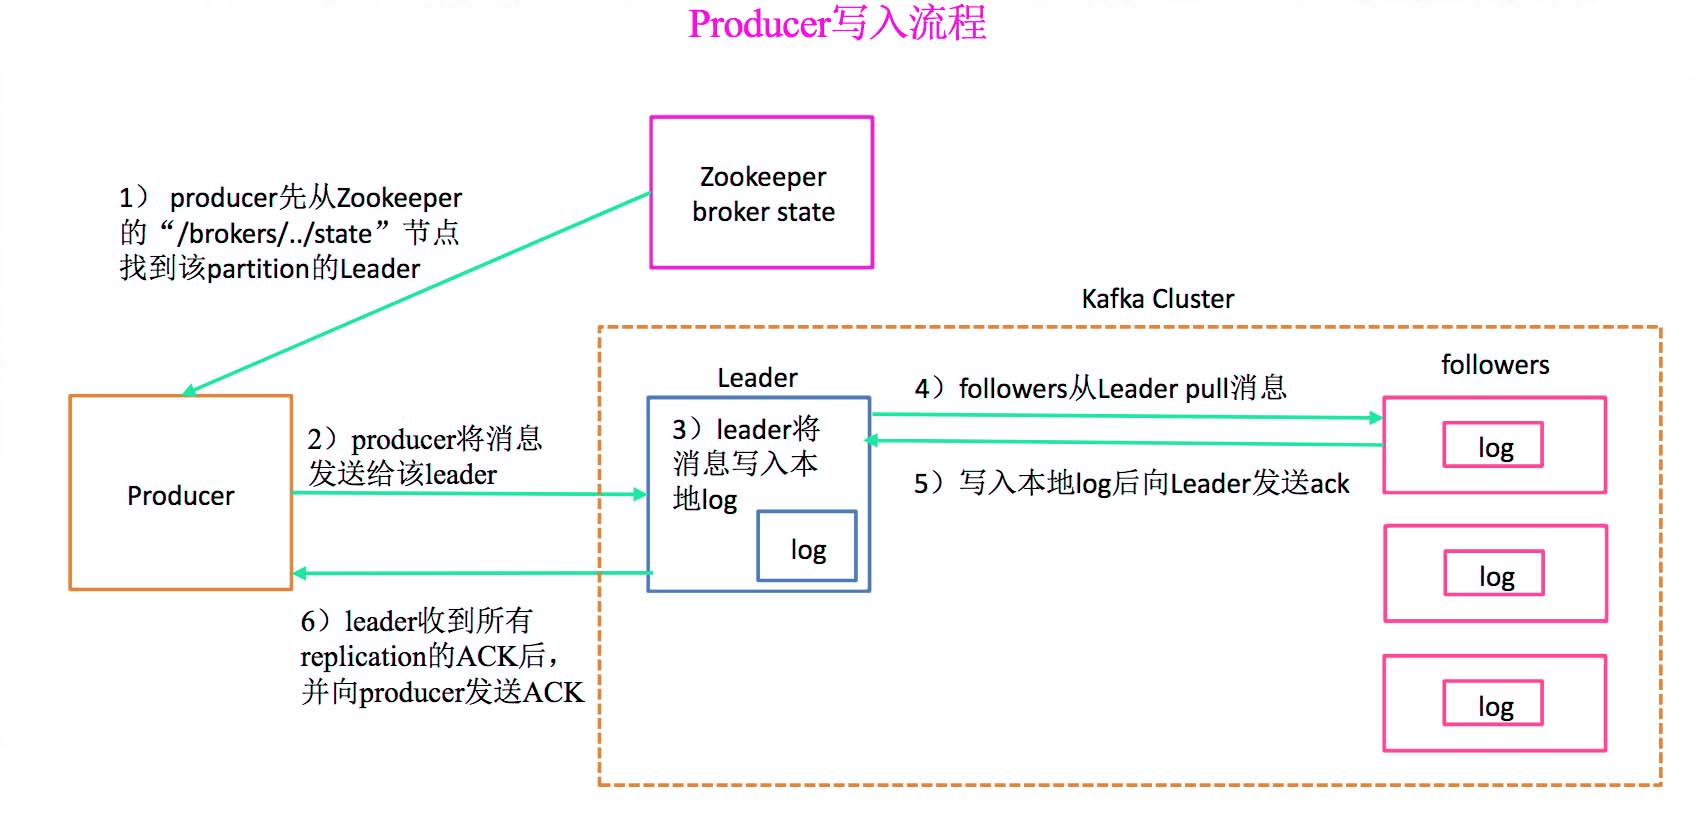 Producer写入流程
Zookeeper
broker state
1） producer先从Zookeeper
的“/brokers/../state”节点
找到该partition的Leader
Kafka Cluster
Leader
followers
4）followers从Leader pull消息
Producer
2）producer将消息
发送给该leader
3）leader将
消息写入本
地log
log
5）写入本地log后向Leader发送ack
log
log
log
6）leader收到所有
replication的ACK后，
并向producer发送ACK